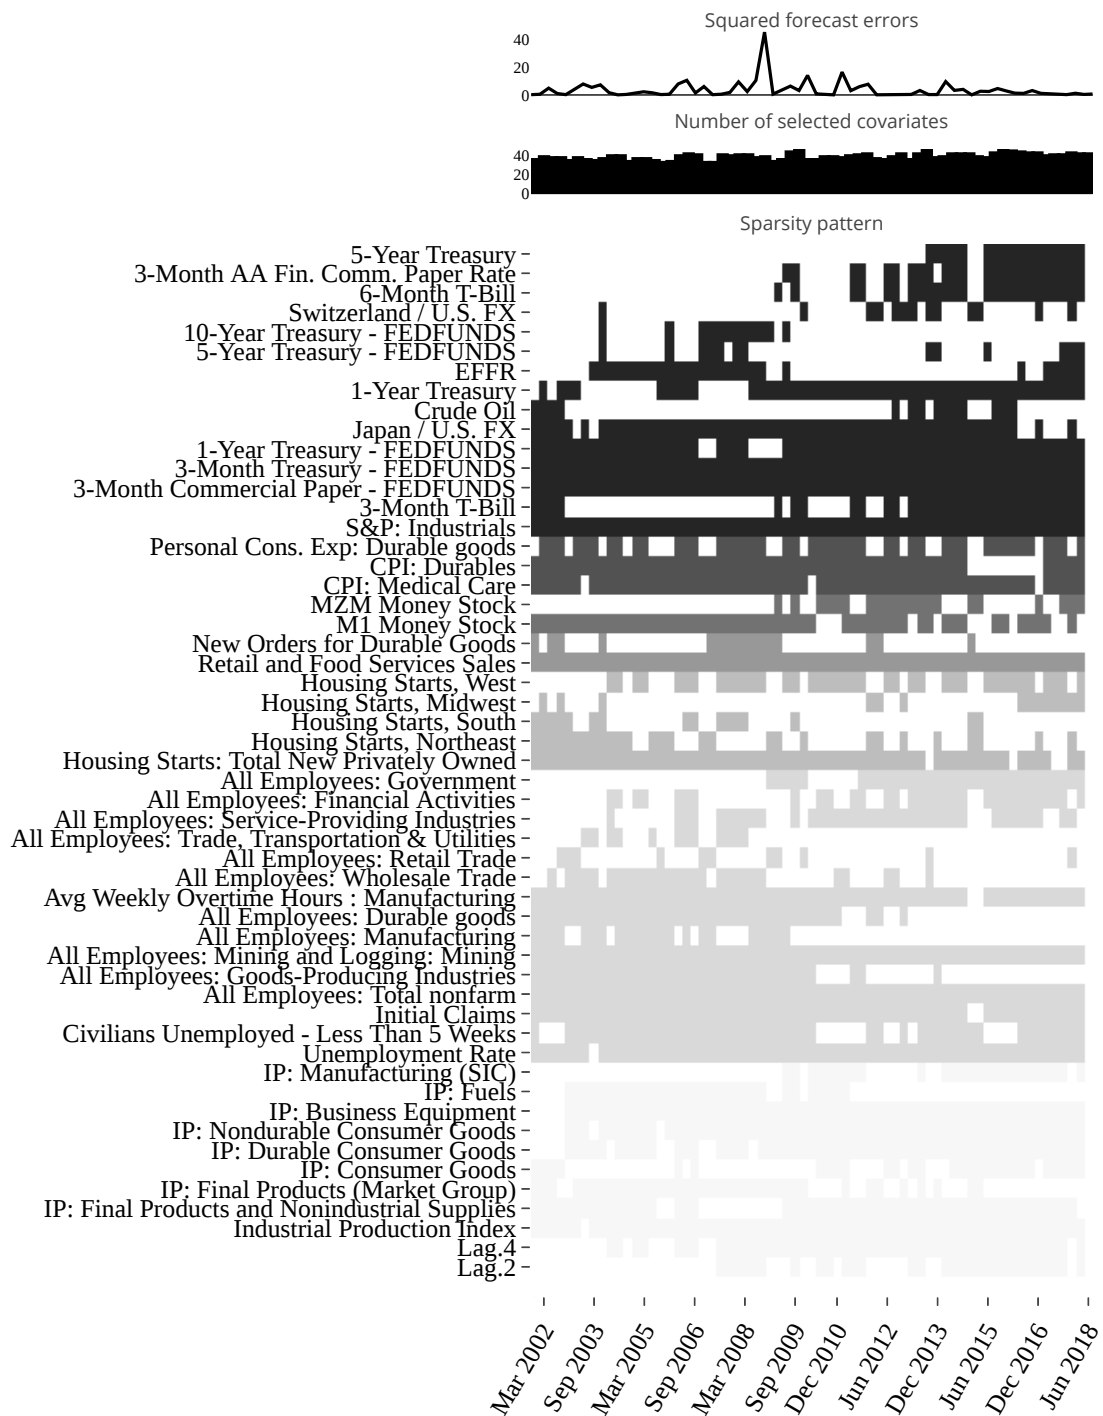 Squared forecast errors
40
20
0
Number of selected covariates
40
20
0
Sparsity pattern
5-Year Treasury
3-Month AA Fin. Comm. Paper Rate
6-Month T-Bill
Switzerland / U.S. FX
10-Year Treasury - FEDFUNDS
5-Year Treasury - FEDFUNDS
EFFR
1-Year Treasury
Crude Oil
Japan / U.S. FX
1-Year Treasury - FEDFUNDS
3-Month Treasury - FEDFUNDS
3-Month Commercial Paper - FEDFUNDS
3-Month T-Bill
S&P: Industrials
Personal Cons. Exp: Durable goods
CPI: Durables
CPI: Medical Care
MZM Money Stock
M1 Money Stock
New Orders for Durable Goods
Retail and Food Services Sales
Housing Starts, West
Housing Starts, Midwest
Housing Starts, South
Housing Starts, Northeast
Housing Starts: Total New Privately Owned
All Employees: Government
All Employees: Financial Activities
All Employees: Service-Providing Industries
All Employees: Trade, Transportation & Utilities
All Employees: Retail Trade
All Employees: Wholesale Trade
Avg Weekly Overtime Hours : Manufacturing
All Employees: Durable goods
All Employees: Manufacturing
All Employees: Mining and Logging: Mining
All Employees: Goods-Producing Industries
All Employees: Total nonfarm
Initial Claims
Civilians Unemployed - Less Than 5 Weeks
Unemployment Rate
IP: Manufacturing (SIC)
IP: Fuels
IP: Business Equipment
IP: Nondurable Consumer Goods
IP: Durable Consumer Goods
IP: Consumer Goods
IP: Final Products (Market Group)
IP: Final Products and Nonindustrial Supplies
Industrial Production Index
Lag.4
Lag.2
Mar 2002
Sep 2003
Mar 2005
Sep 2006
Mar 2008
Sep 2009
Dec 2010
Jun 2012
Dec 2013
Jun 2015
Dec 2016
Jun 2018